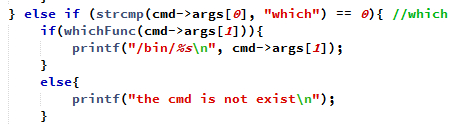 } else if (strcmp(cmd->args[0], "which") == 0){ //which
if(whichFunc(cmd->args[1])){
printf("/bin/%s\n", cmd->args[1]);
}
else{
printf("the cmd is not exist\n");
}